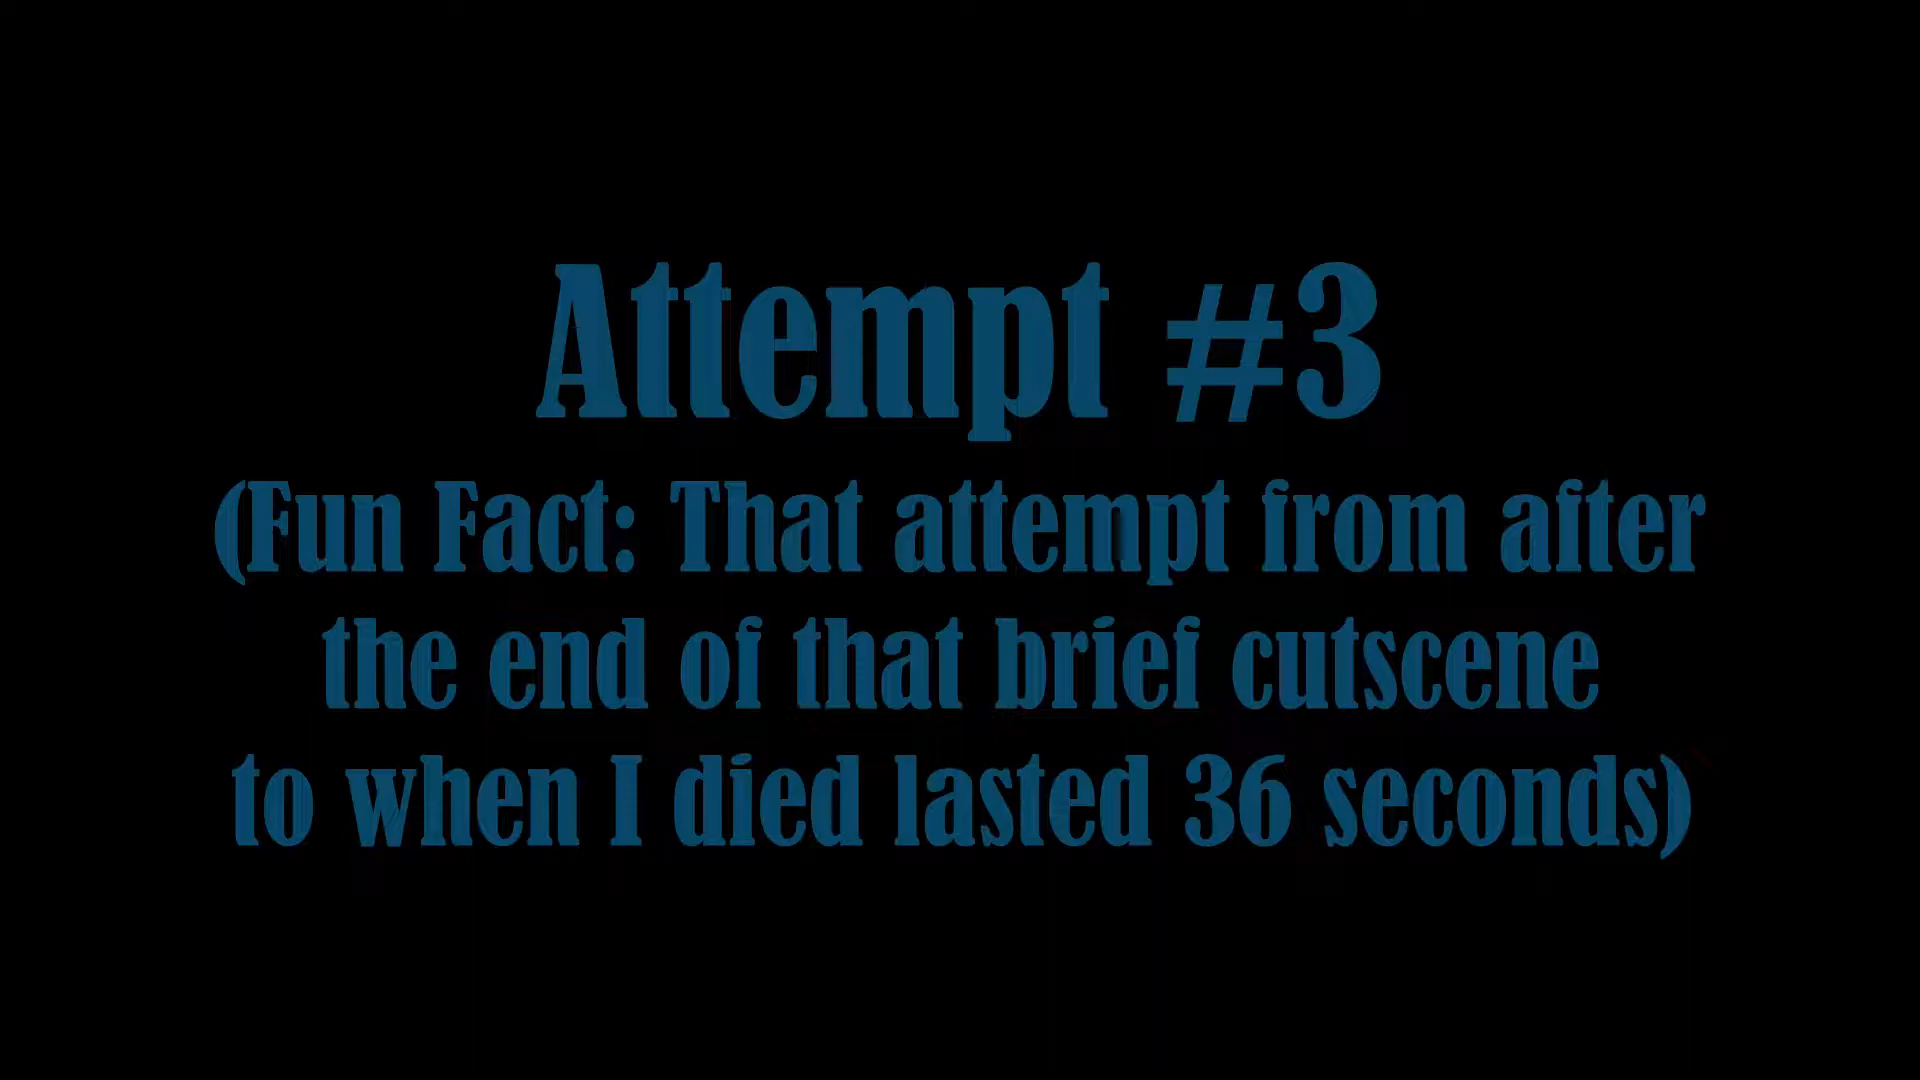 Attempt #3
(Fun Fact: That attempt from after
the end of that brief cutscene
to when I died lasted 36 seconds)